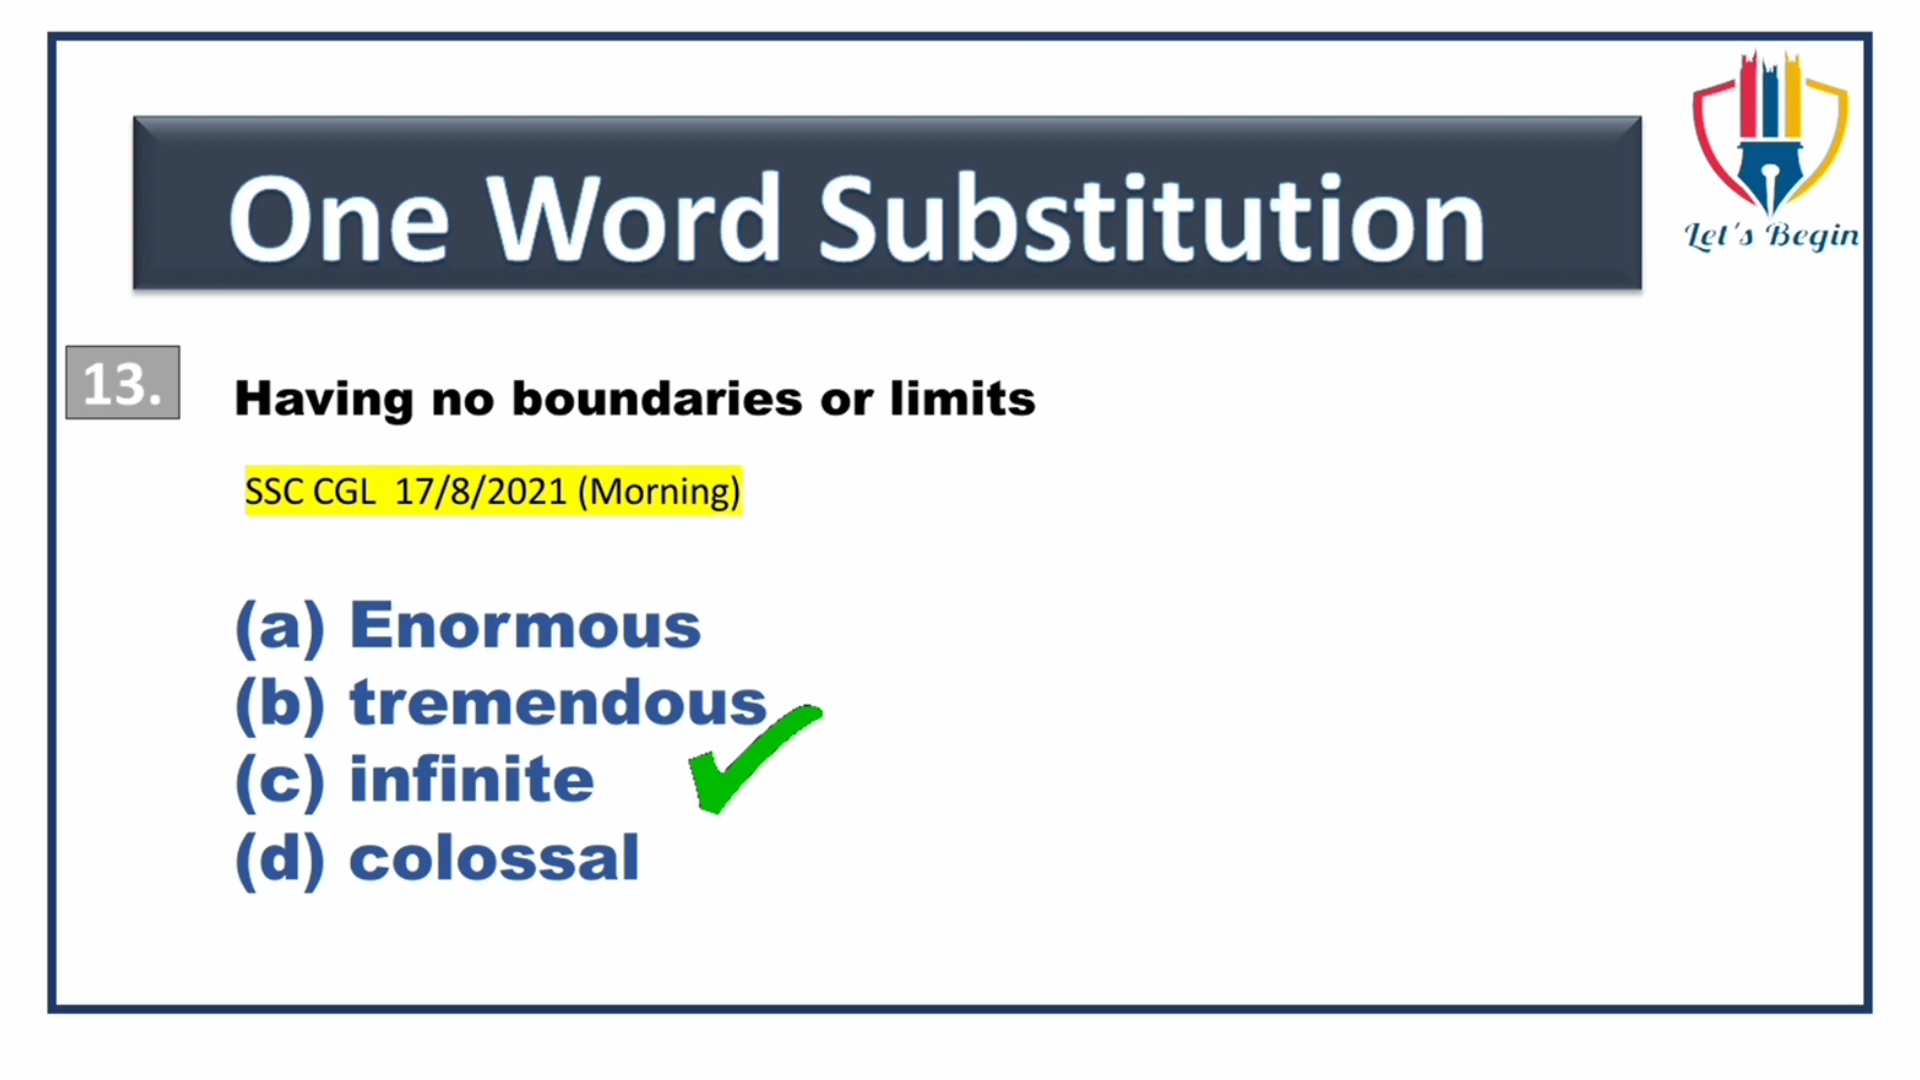 One Word Substitution
Let's Begin
13.
Having no boundaries or limits
SSC CGL 17/8/2021 (Morning)
(a) Enormous
(b) tremendous
(c) infinite
(d) colossal